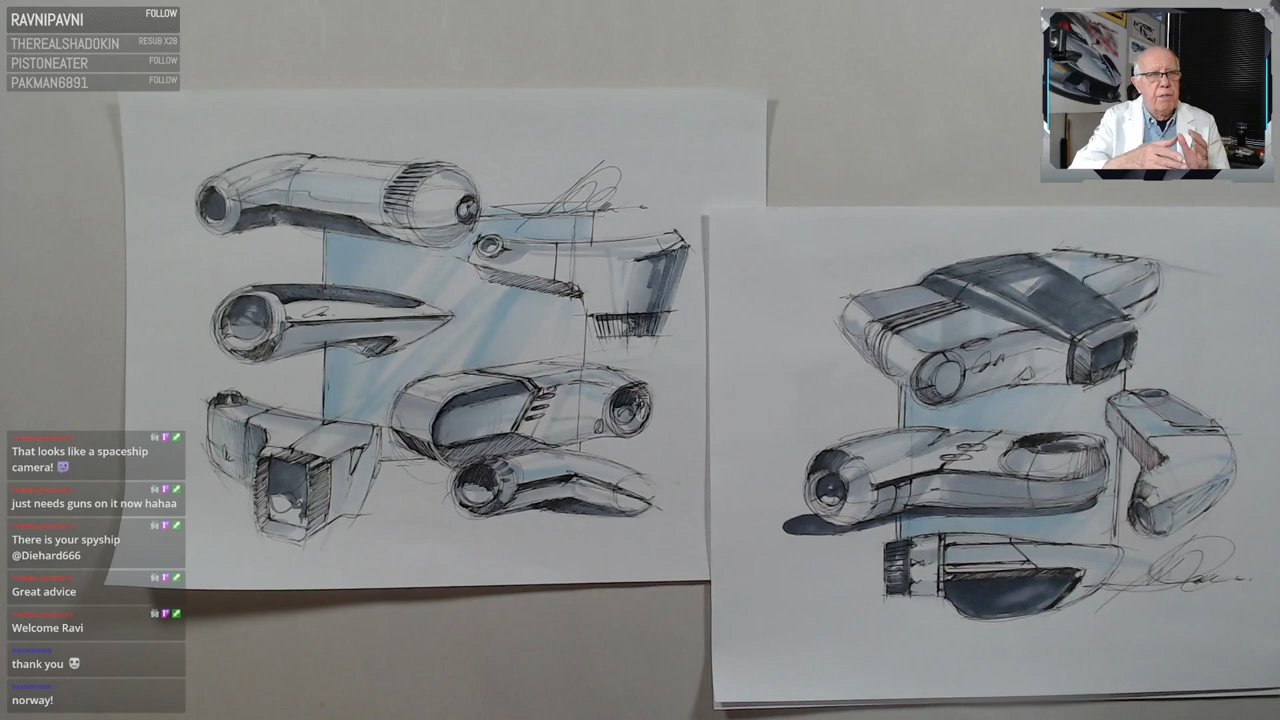 RAVNIPAVNI FOLLOW
THEREALSHADOKIN RESUB X28
PISTONEATER FOLLOW
PAKMAN6891 FOLLOW
That looks like a spaceship
camera!
just needs guns on it now hahaa
There is your spyship
@Diehard666
Great advice
Welcome Ravi
thank you
norway!